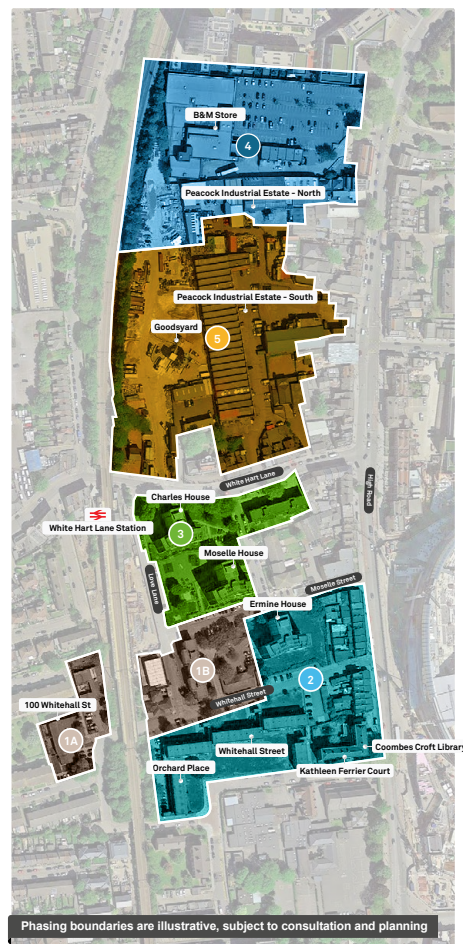 B&M Store
4
Peacock Industrial Estate - North
Peacock Industrial Estate - South
Goodsyard
5
White Hart Lane
Charles House
High Road
White Hart Lane Station
3
Moselle House
Love Lane
Moselle Street
Ermine House
1B
2
Whitehall Street
100 Whitehall St
1A
Whitehall Street
Coombes Croft Library
Orchard Place
Kathleen Ferrier Court
Phasing boundaries are illustrative, subject to consultation and planning